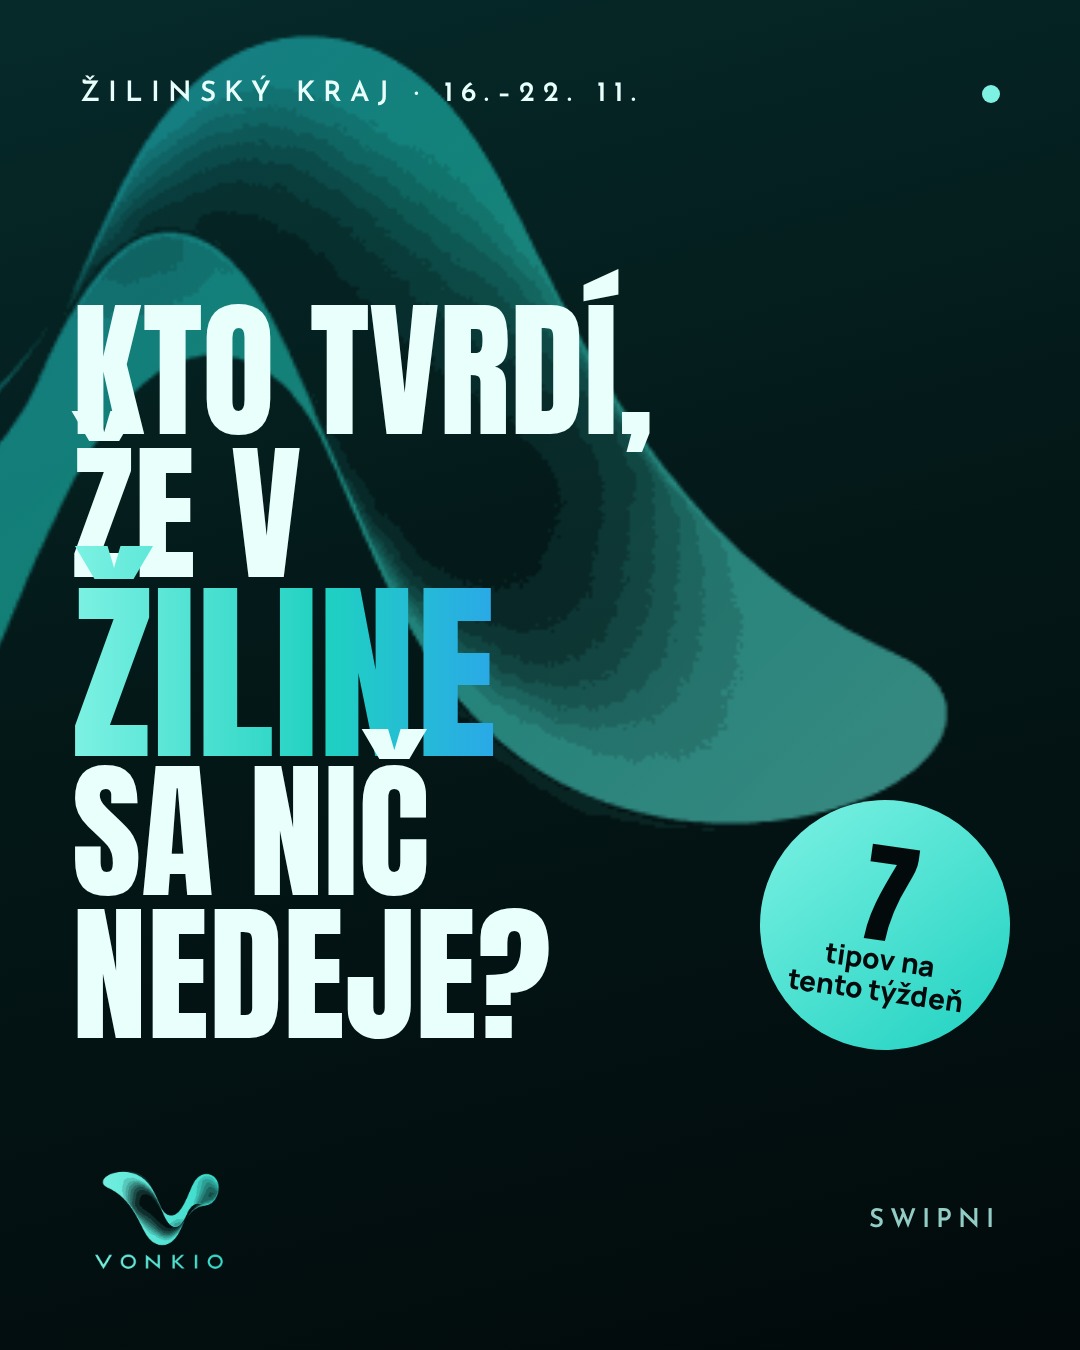 ŽILINSKÝ KRAJ · 16.–22. 11.
KTO TVRDÍ,
ŽE V
ŽILINE
SA NIČ
NEDEJE?
7
tipov na
tento týždeň
VONKIO
SWIPNI